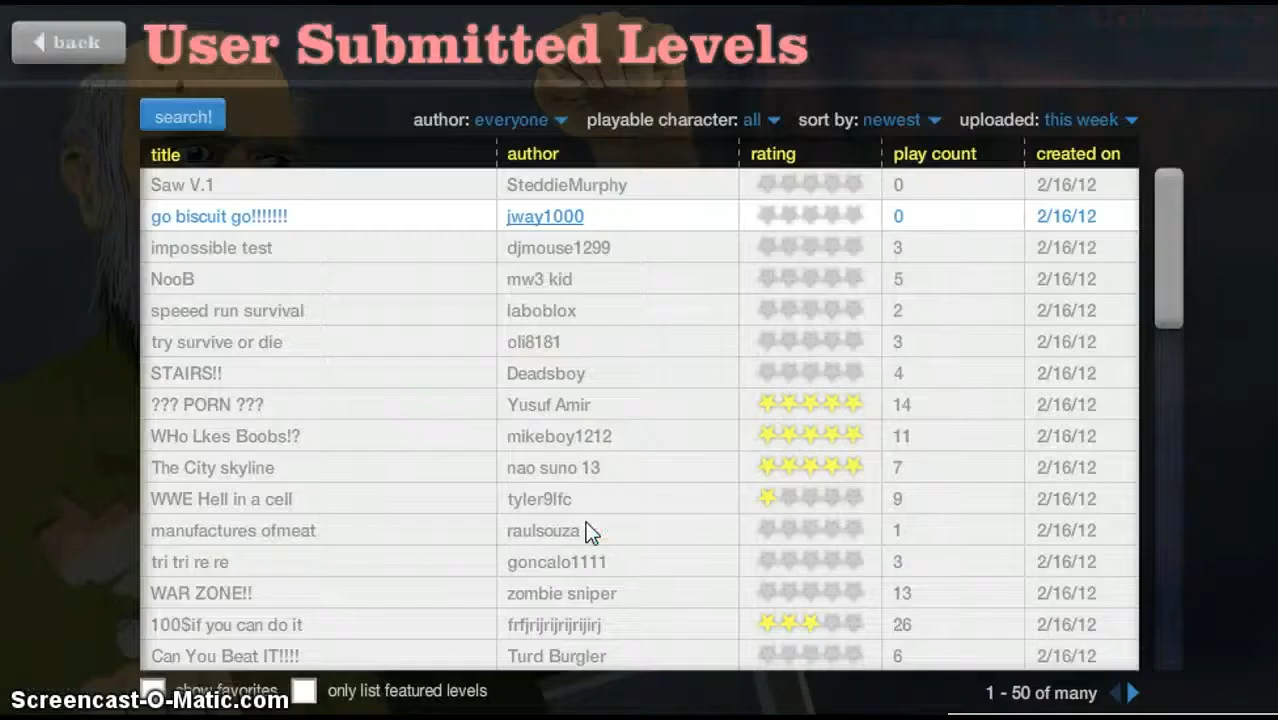 back
User Submitted Levels
search! author: everyone playable character: all sort by: newest uploaded: this week
title author rating play count created on
Saw V.1 SteddieMurphy 0 2/16/12
go biscuit go!!!!!!! jway1000 0 2/16/12
impossible test djmouse1299 3 2/16/12
NooB mw3 kid 5 2/16/12
speeed run survival laboblox 2 2/16/12
try survive or die oli8181 3 2/16/12
STAIRS!! Deadsboy 4 2/16/12
??? PORN ??? Yusuf Amir 14 2/16/12
WHo Lkes Boobs!? mikeboy1212 11 2/16/12
The City skyline nao suno 13 7 2/16/12
WWE Hell in a cell tyler9lfc 9 2/16/12
manufactures ofmeat raulsouza 1 2/16/12
tri tri re re goncalo1111 3 2/16/12
WAR ZONE!! zombie sniper 13 2/16/12
100$if you can do it frfjrijrijrijrijirj 26 2/16/12
Can You Beat IT!!!! Turd Burgler 6 2/16/12
show favorites only list featured levels 1 - 50 of many
Screencast-O-Matic.com